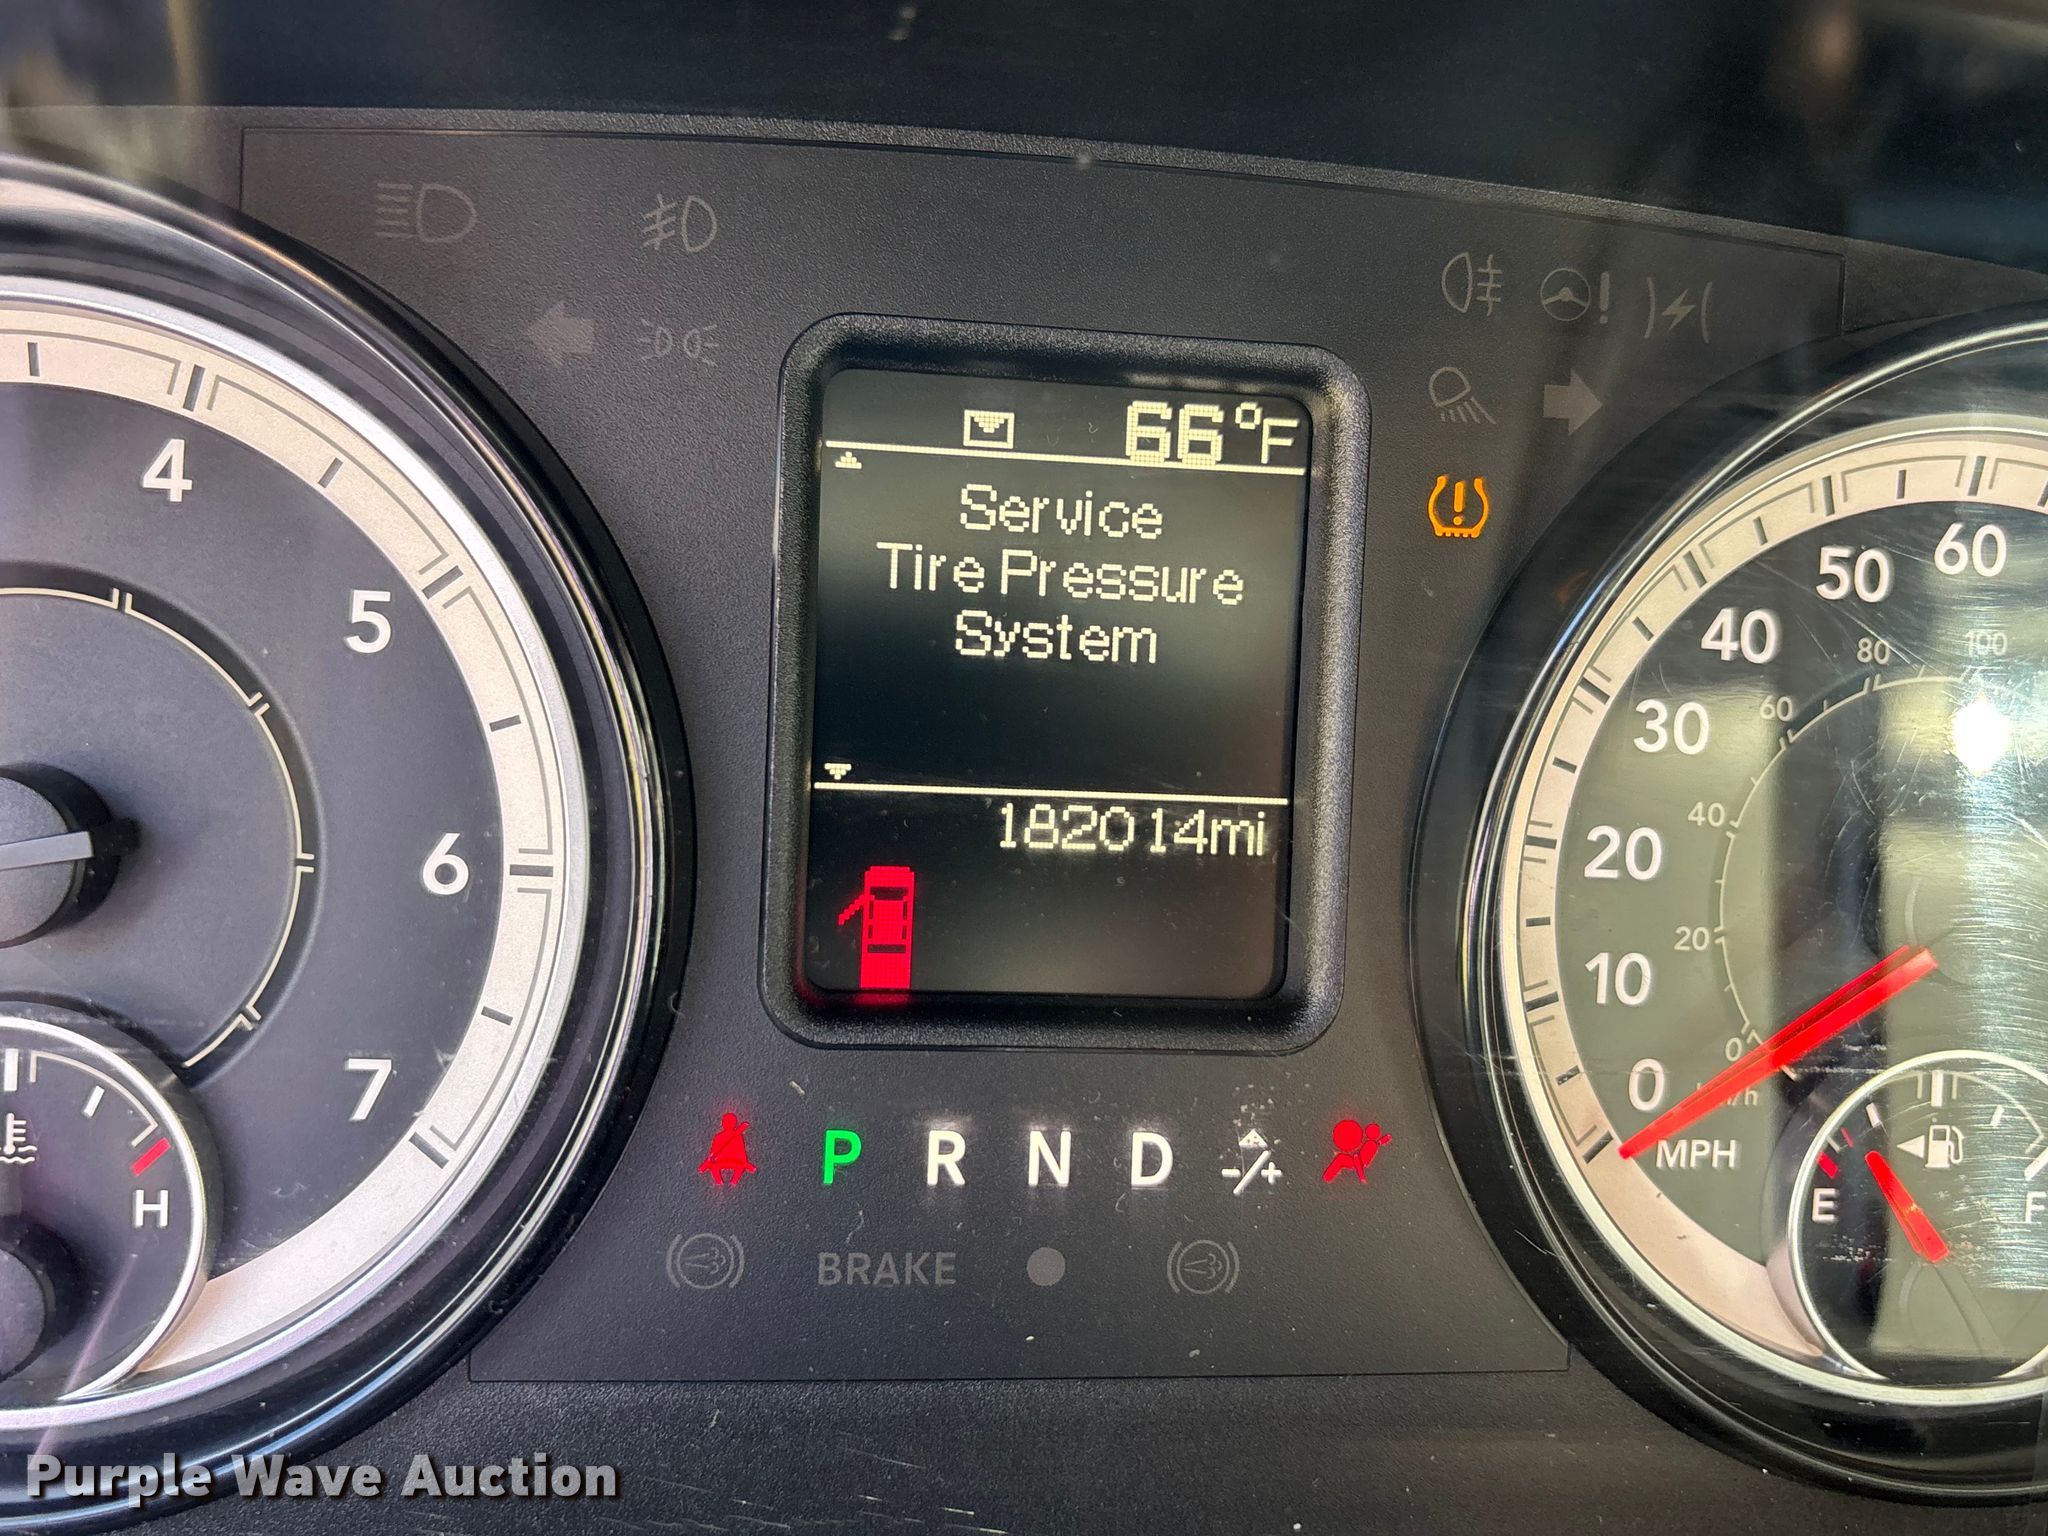 66°F
Service
Tire Pressure
System
182014mi
4
5
6
7
H
10
20
30
40
50
60
0
MPH
0
20
40
60
80
100
E
F
P R N D -/+
BRAKE
Purple Wave Auction